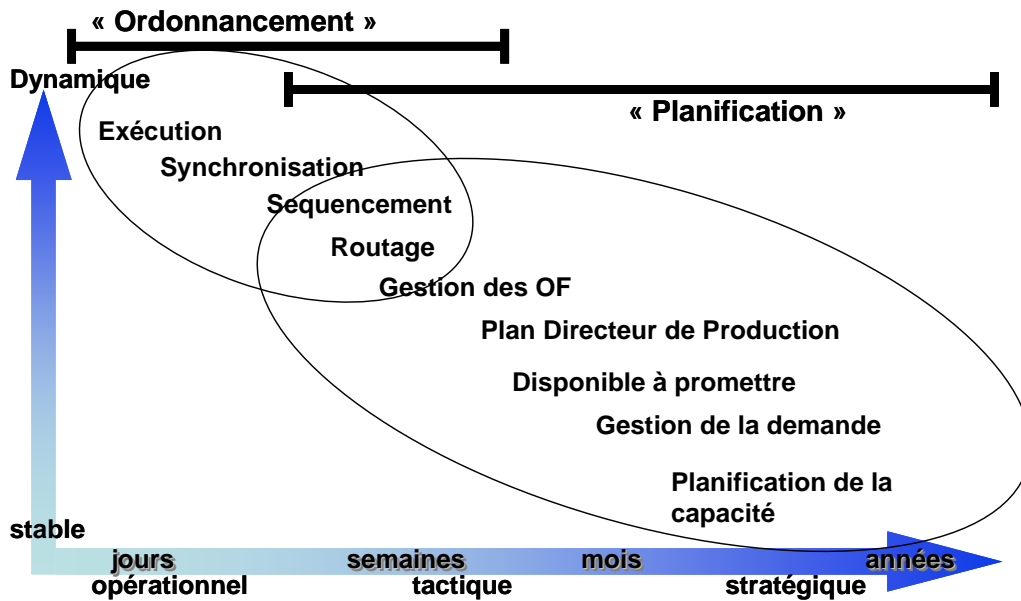 « Ordonnancement »
Dynamique
« Planification »
Exécution
Synchronisation
Sequencement
Routage
Gestion des OF
Plan Directeur de Production
Disponible à promettre
Gestion de la demande
Planification de la
capacité
stable
jours
semaines
mois
années
opérationnel
tactique
stratégique